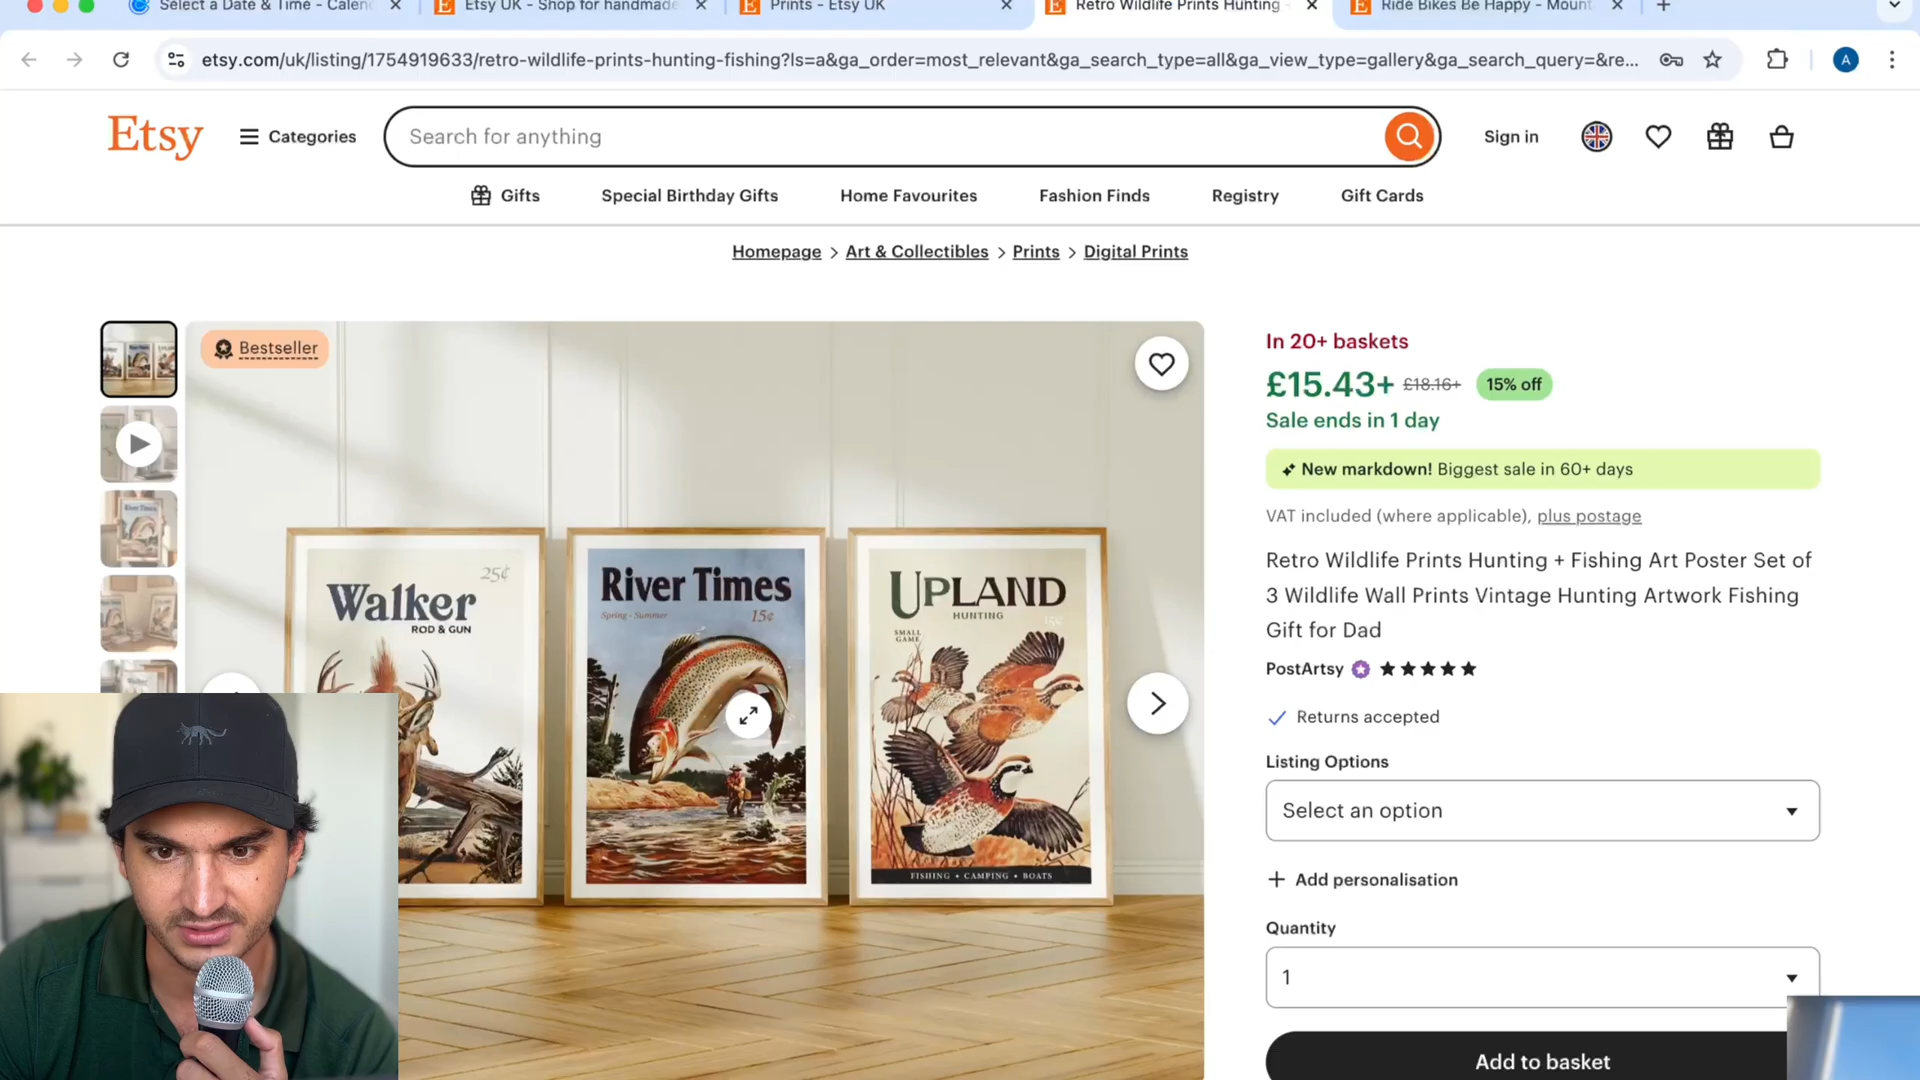 Select a Date & Time - Calen
Etsy UK - Shop for handmade
Prints - Etsy UK
Retro Wildlife Prints Hunting -
Ride Bikes Be Happy - Mount
etsy.com/uk/listing/1754919633/retro-wildlife-prints-hunting-fishing?ls=a&ga_order=most_relevant&ga_search_type=all&ga_view_type=gallery&ga_search_query=&re...
A
Etsy
Categories
Search for anything
Sign in
Gifts
Special Birthday Gifts
Home Favourites
Fashion Finds
Registry
Gift Cards
Homepage > Art & Collectibles > Prints > Digital Prints
Bestseller
25¢
Walker
ROD & GUN
River Times
Spring - Summer
15¢
UPLAND
HUNTING
15¢
SMALL
GAME
FISHING • CAMPING • BOATS
In 20+ baskets
£15.43+ £18.16+ 15% off
Sale ends in 1 day
New markdown! Biggest sale in 60+ days
VAT included (where applicable), plus postage
Retro Wildlife Prints Hunting + Fishing Art Poster Set of
3 Wildlife Wall Prints Vintage Hunting Artwork Fishing
Gift for Dad
PostArtsy
Returns accepted
Listing Options
Select an option
+ Add personalisation
Quantity
1
Add to basket